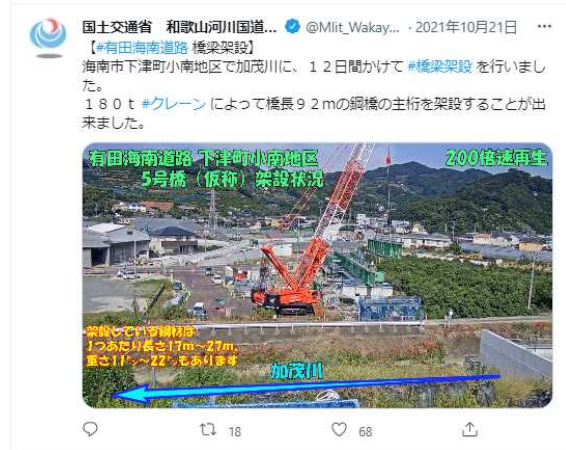 国土交通省 和歌山河川国道... @Mlit_Wakay... · 2021年10月21日 ...
【#有田海南道路 橋梁架設】
海南市下津町小南地区で加茂川に、１２日間かけて #橋梁架設 を行いまし
た。
１８０ｔ #クレーン によって橋長９２ｍの鋼橋の主桁を架設することが出
来ました。
有田海南道路 下津町小南地区
5号橋（仮称）架設状況
200倍速再生
架設している鋼材は
1つあたり長さ17m～27m,
重さ11㌧～22㌧もあります
加茂川
18
68